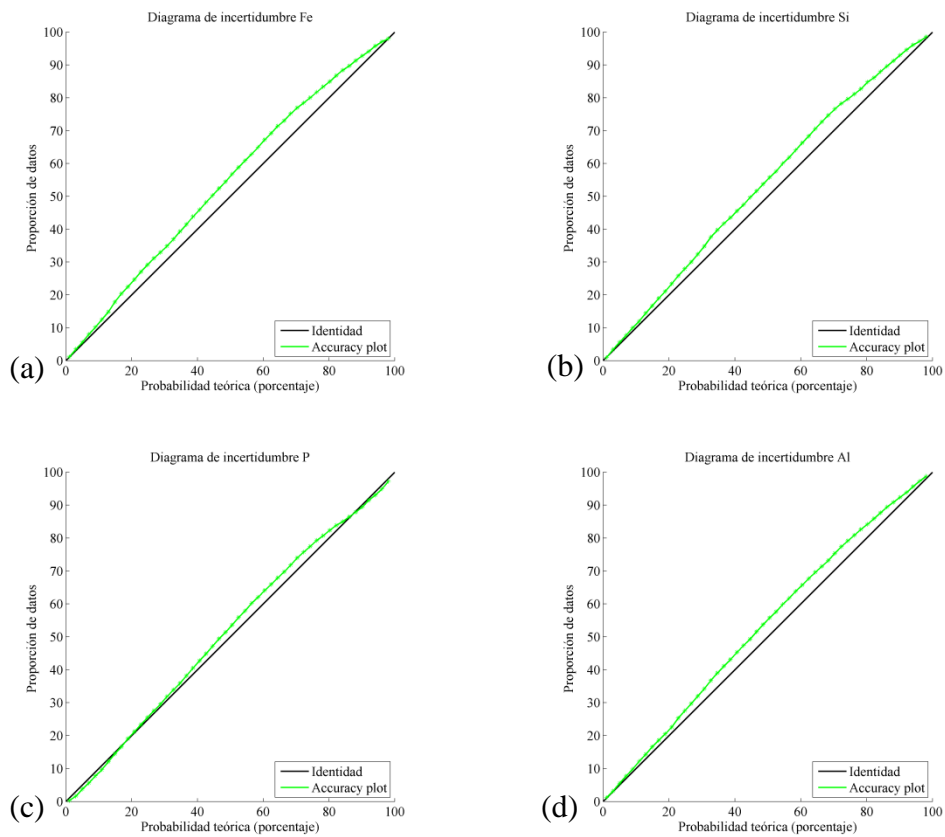 Diagrama de incertidumbre Fe
100
90
80
70
60
50
40
30
20
10
0
Proporción de datos
Identidad
Accuracy plot
0 20 40 60 80 100
Probabilidad teórica (porcentaje)
(a)
Diagrama de incertidumbre Si
100
90
80
70
60
50
40
30
20
10
0
Proporción de datos
Identidad
Accuracy plot
0 20 40 60 80 100
Probabilidad teórica (porcentaje)
(b)
Diagrama de incertidumbre P
100
90
80
70
60
50
40
30
20
10
0
Proporción de datos
Identidad
Accuracy plot
0 20 40 60 80 100
Probabilidad teórica (porcentaje)
(c)
Diagrama de incertidumbre Al
100
90
80
70
60
50
40
30
20
10
0
Proporción de datos
Identidad
Accuracy plot
0 20 40 60 80 100
Probabilidad teórica (porcentaje)
(d)